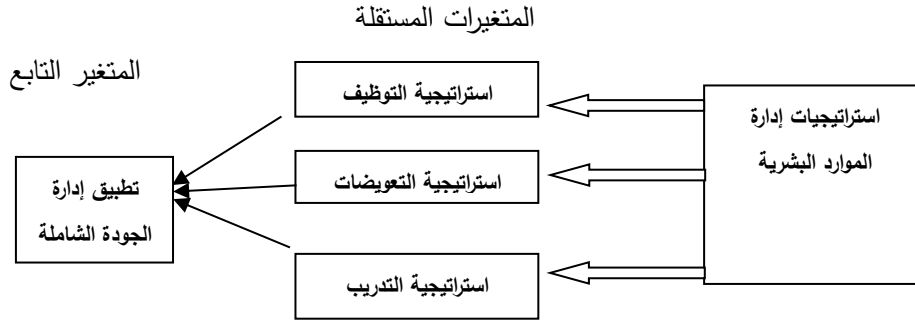 المتغيرات المستقلة
المتغير التابع
استراتيجيات إدارة
الموارد البشرية
استراتيجية التوظيف
استراتيجية التعويضات
استراتيجية التدريب
تطبيق إدارة
الجودة الشاملة